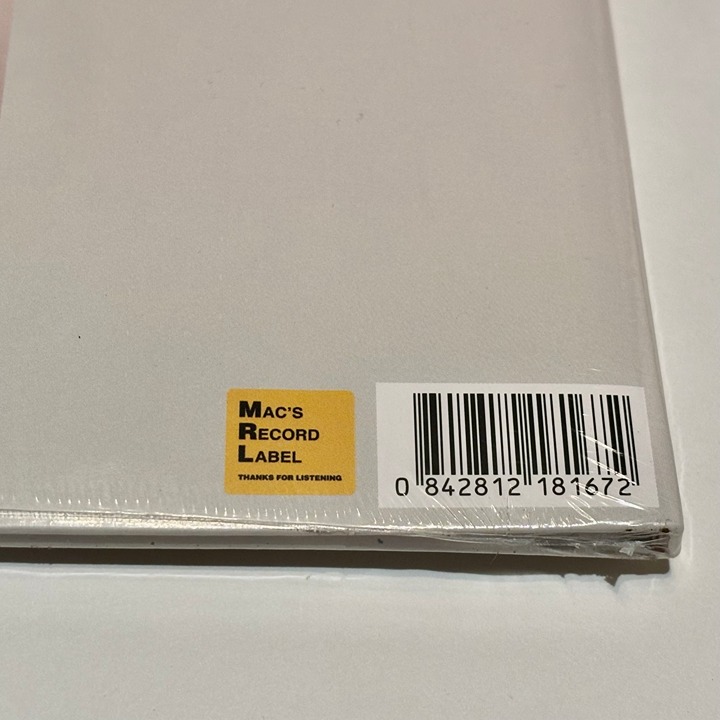 MAC'S
RECORD
LABEL
THANKS FOR LISTENING
0 842812 181672